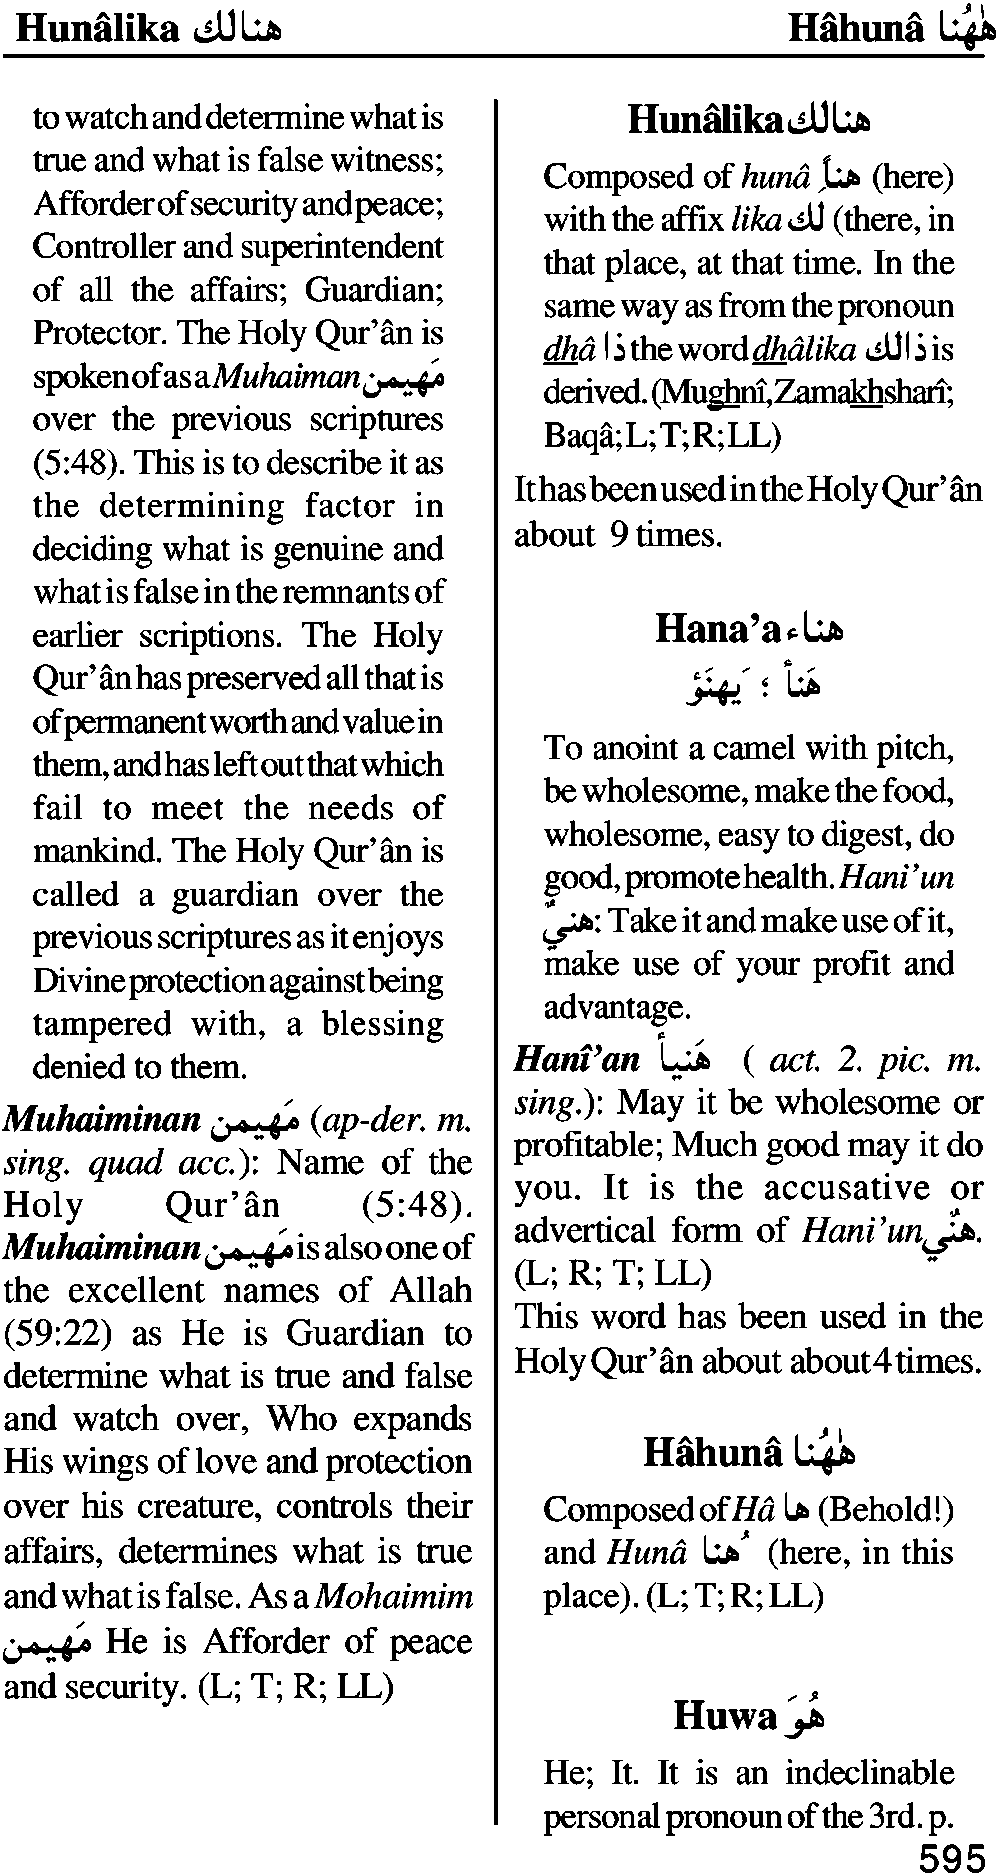 Hunâlika هنالك
Hâhunâ هٰهُنا
to watch and determine what is
true and what is false witness;
Afforder of security and peace;
Controller and superintendent
of all the affairs; Guardian;
Protector. The Holy Qur’ân is
spoken of as a Muhaiman مَهيمن
over the previous scriptures
(5:48). This is to describe it as
the determining factor in
deciding what is genuine and
what is false in the remnants of
earlier scriptions. The Holy
Qur’ân has preserved all that is
of permanent worth and value in
them, and has left out that which
fail to meet the needs of
mankind. The Holy Qur’ân is
called a guardian over the
previous scriptures as it enjoys
Divine protection against being
tampered with, a blessing
denied to them.
Muhaiminan مَهيمن (ap-der. m.
sing. quad acc.): Name of the
Holy Qur’ân (5:48).
Muhaiminan مَهيمن is also one of
the excellent names of Allah
(59:22) as He is Guardian to
determine what is true and false
and watch over, Who expands
His wings of love and protection
over his creature, controls their
affairs, determines what is true
and what is false. As a Mohaimim
مَهيمن He is Afforder of peace
and security. (L; T; R; LL)
Hunâlika هنالك
Composed of hunâ هنأ (here)
with the affix lika لك (there, in
that place, at that time. In the
same way as from the pronoun
dhâ ذا the word dhâlika ذالك is
derived. (Mughnî, Zamakhsharî;
Baqâ; L; T; R; LL)
It has been used in the Holy Qur’ân
about 9 times.
Hana’a هناء
هَنأ ؛ يَهنَؤ
To anoint a camel with pitch,
be wholesome, make the food,
wholesome, easy to digest, do
good, promote health. Hani’un
هنيٌ: Take it and make use of it,
make use of your profit and
advantage.
Hanî’an هَنيأ ( act. 2. pic. m.
sing.): May it be wholesome or
profitable; Much good may it do
you. It is the accusative or
advertical form of Hani’un هنٌي.
(L; R; T; LL)
This word has been used in the
Holy Qur’ân about about 4 times.
Hâhunâ هٰهُنا
Composed of Hâ ها (Behold!)
and Hunâ هُنا (here, in this
place). (L; T; R; LL)
Huwa هُوَ
He; It. It is an indeclinable
personal pronoun of the 3rd. p.
595